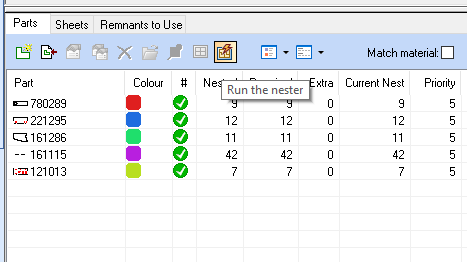 Parts Sheets Remnants to Use
Match material:
Part Colour # Extra Current Nest Priority
Run the nester
780289 9 9 0 9 5
221295 12 12 0 12 5
161286 11 11 0 11 5
161115 42 42 0 42 5
121013 7 7 0 7 5